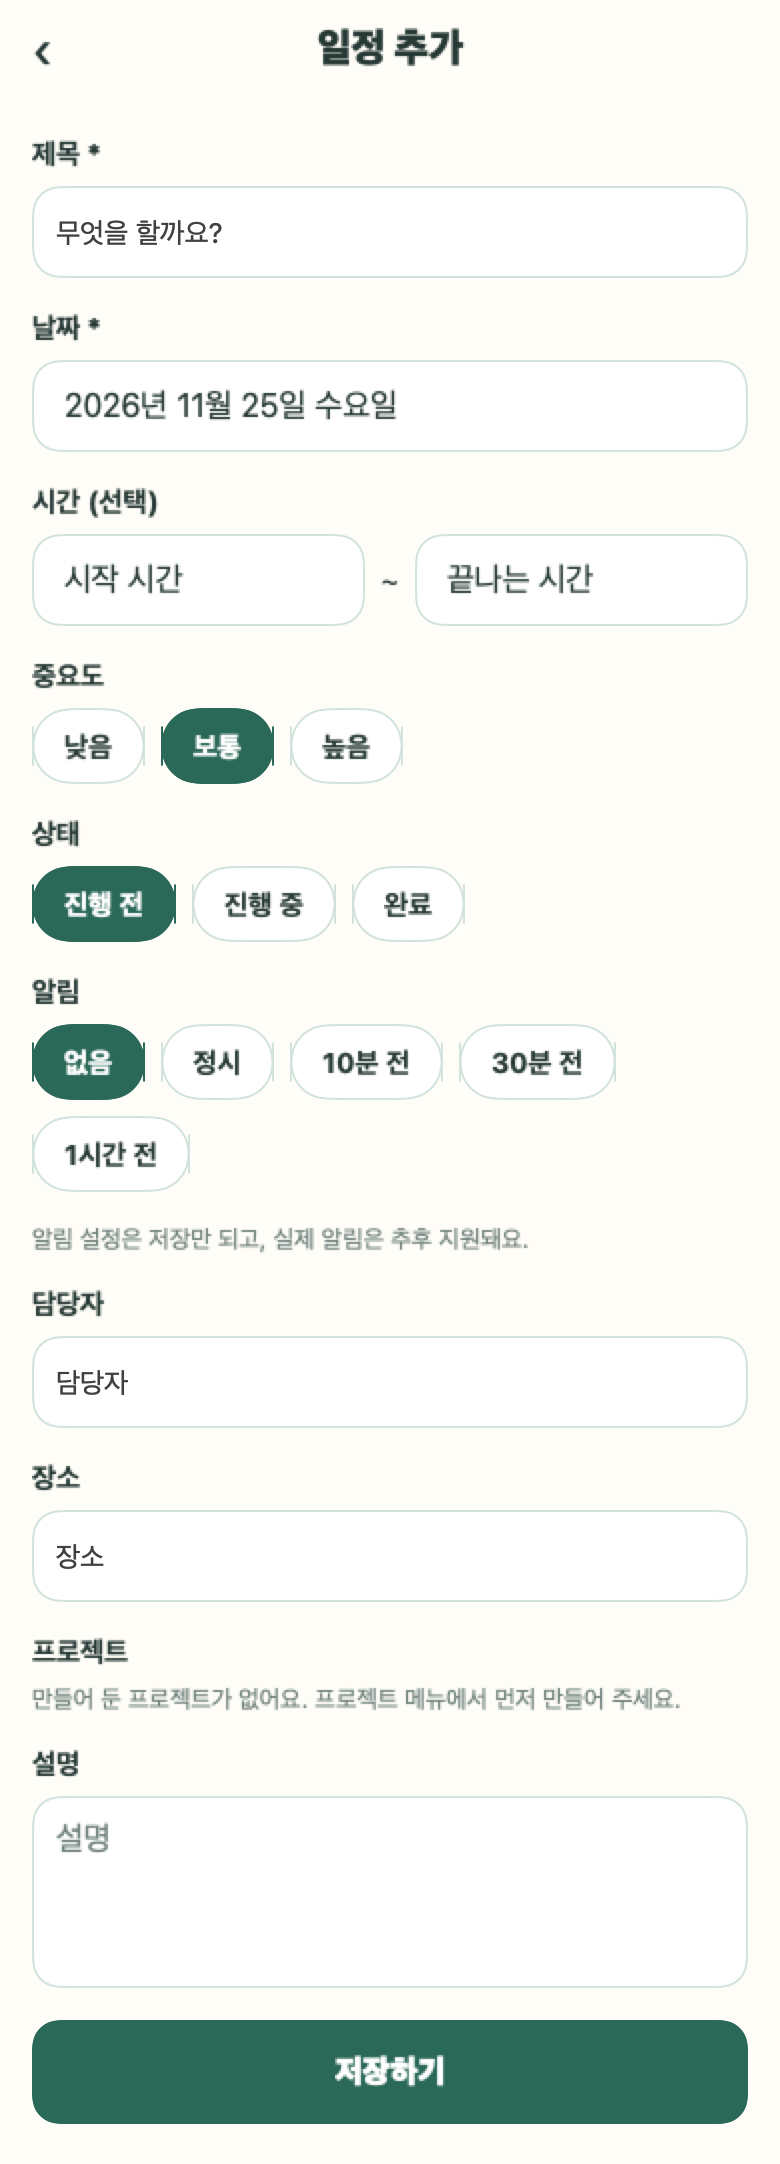 ‹ 일정 추가
제목 *
무엇을 할까요?
날짜 *
2026년 11월 25일 수요일
시간 (선택)
시작 시간 ~ 끝나는 시간
중요도
낮음 보통 높음
상태
진행 전 진행 중 완료
알림
없음 정시 10분 전 30분 전
1시간 전
알림 설정은 저장만 되고, 실제 알림은 추후 지원돼요.
담당자
담당자
장소
장소
프로젝트
만들어 둔 프로젝트가 없어요. 프로젝트 메뉴에서 먼저 만들어 주세요.
설명
설명
저장하기